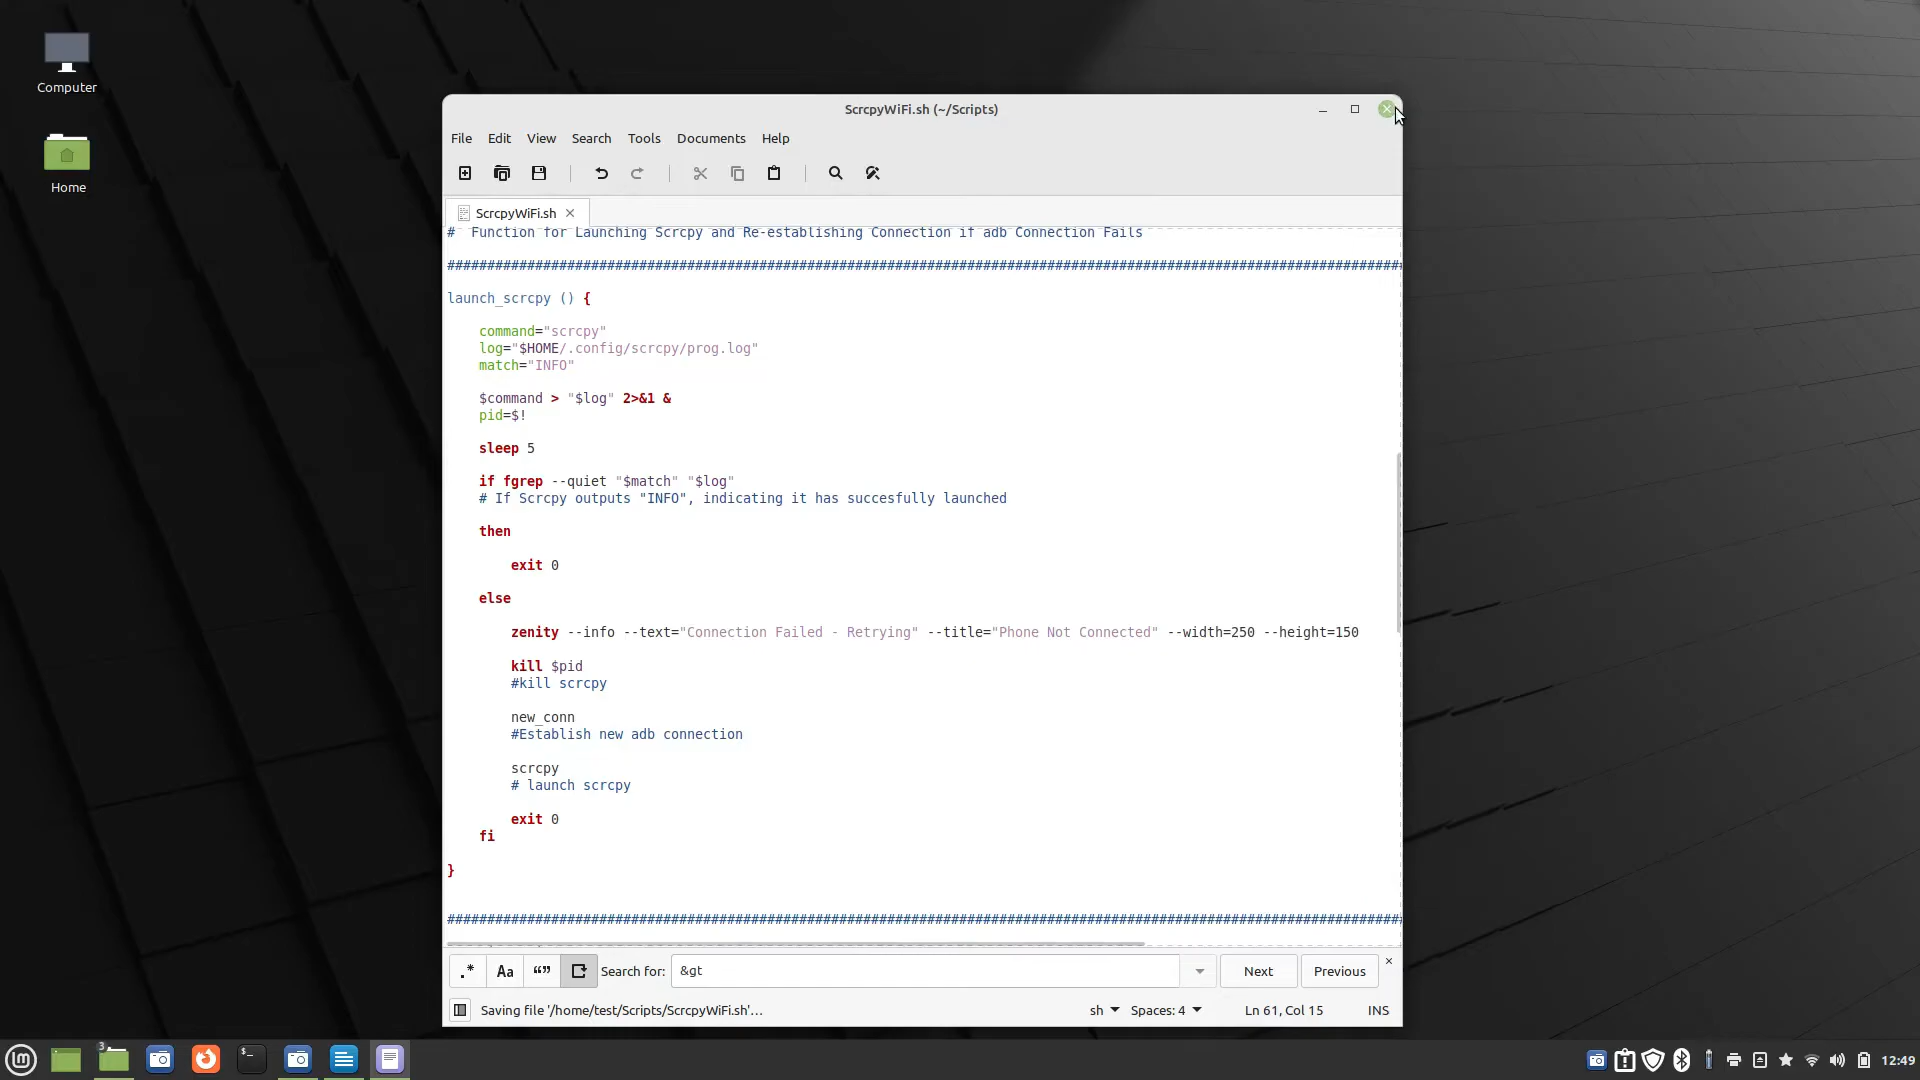 Computer
Home
ScrcpyWiFi.sh (~/Scripts)
File Edit View Search Tools Documents Help
ScrcpyWiFi.sh
#  Function for Launching Scrcpy and Re-establishing Connection if adb Connection Fails
launch_scrcpy () {
command="scrcpy"
log="$HOME/.config/scrcpy/prog.log"
match="INFO"
$command > "$log" 2>&1 &
pid=$!
sleep 5
if fgrep --quiet "$match" "$log"
# If Scrcpy outputs "INFO", indicating it has succesfully launched
then
exit 0
else
zenity --info --text="Connection Failed - Retrying" --title="Phone Not Connected" --width=250 --height=150
kill $pid
#kill scrcpy
new_conn
#Establish new adb connection
scrcpy
# launch scrcpy
exit 0
fi
}
.* Aa “” Search for: &gt Next Previous
Saving file '/home/test/Scripts/ScrcpyWiFi.sh'... sh Spaces: 4 Ln 61, Col 15 INS
lm 3 $_ 12:49